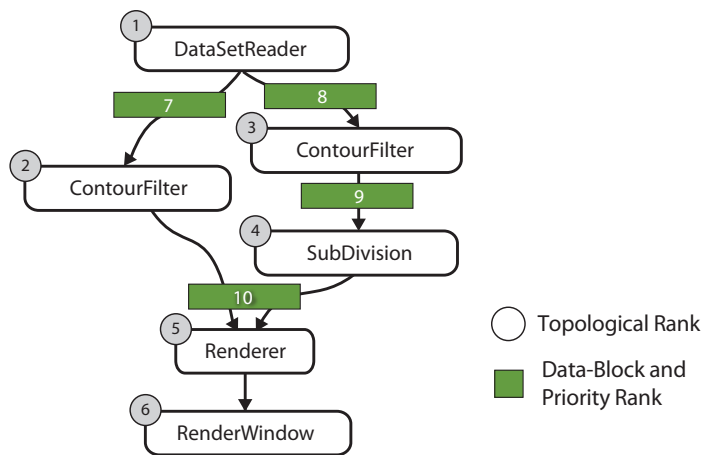 1
DataSetReader
7
8
3
ContourFilter
2
ContourFilter
9
4
SubDivision
10
5
Renderer
6
RenderWindow
Topological Rank
Data-Block and
Priority Rank